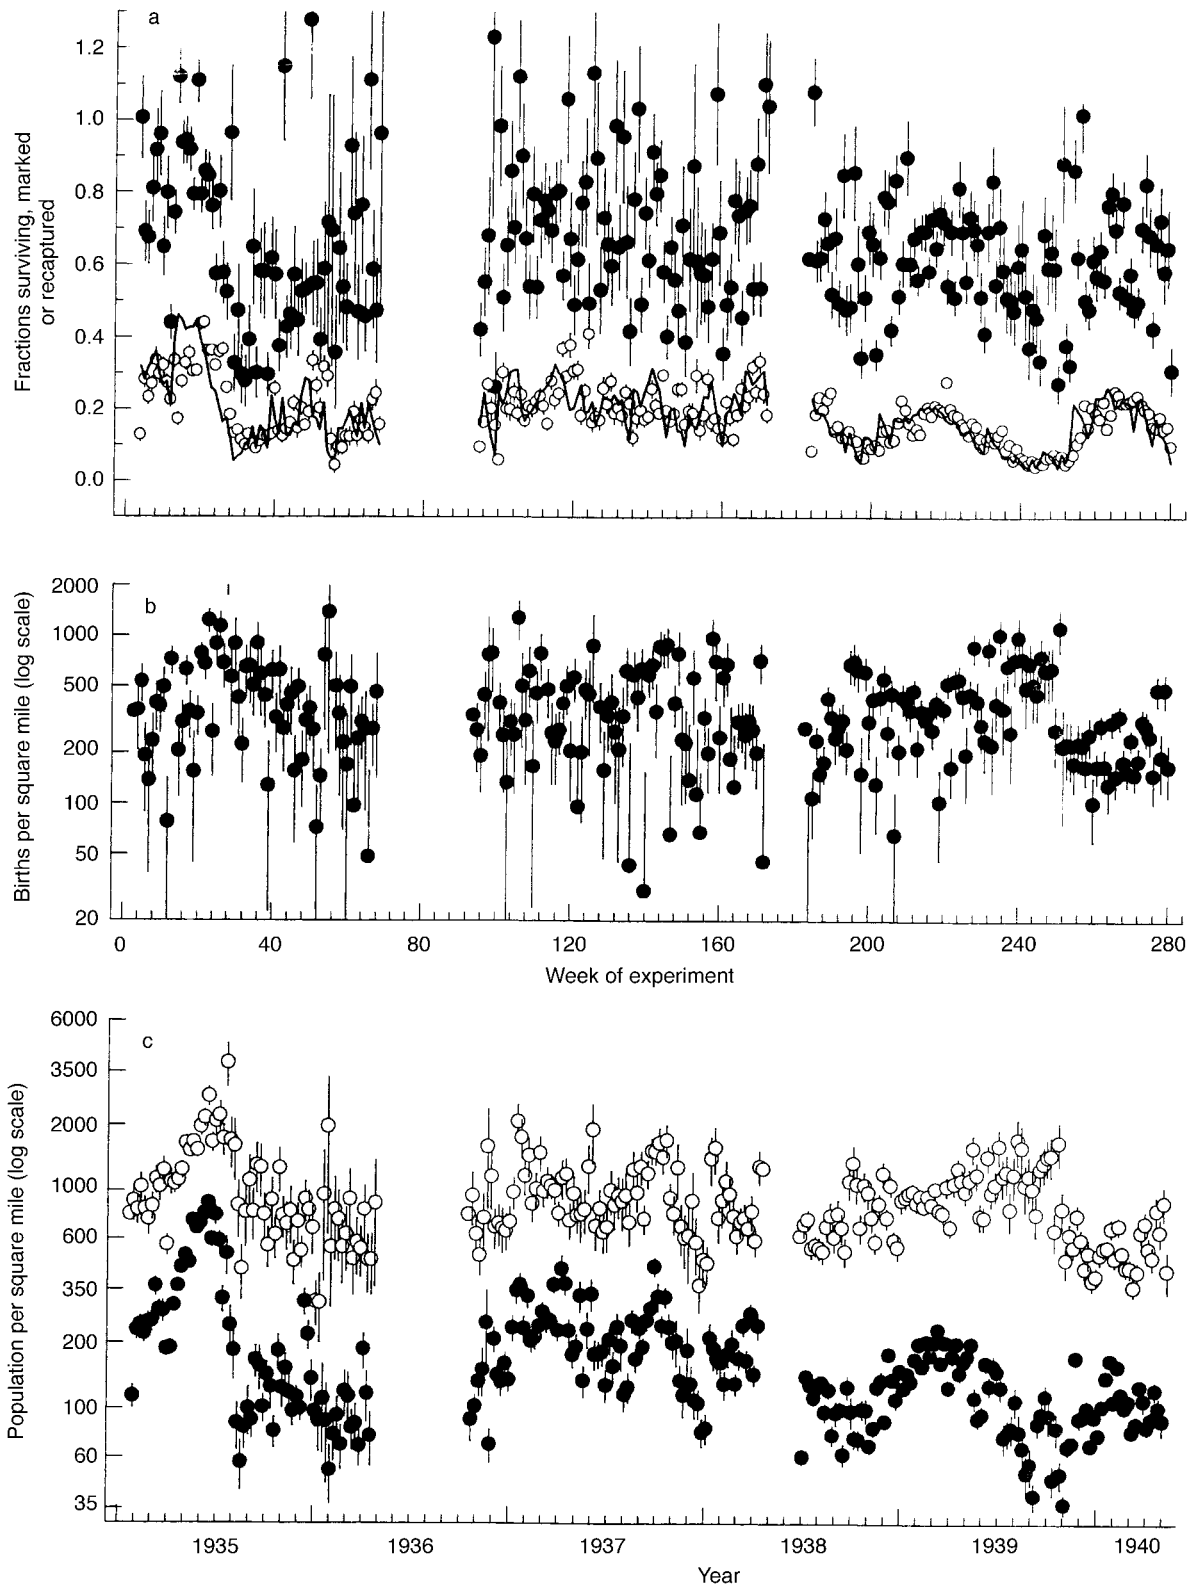 a
1.2
1.0
0.8
0.6
0.4
0.2
0.0
Fractions surviving, marked
or recaptured
b
2000
1000
500
200
100
50
20
Births per square mile (log scale)
0 40 80 120 160 200 240 280
Week of experiment
c
6000
3500
2000
1000
600
350
200
100
60
35
Population per square mile (log scale)
1935 1936 1937 1938 1939 1940
Year